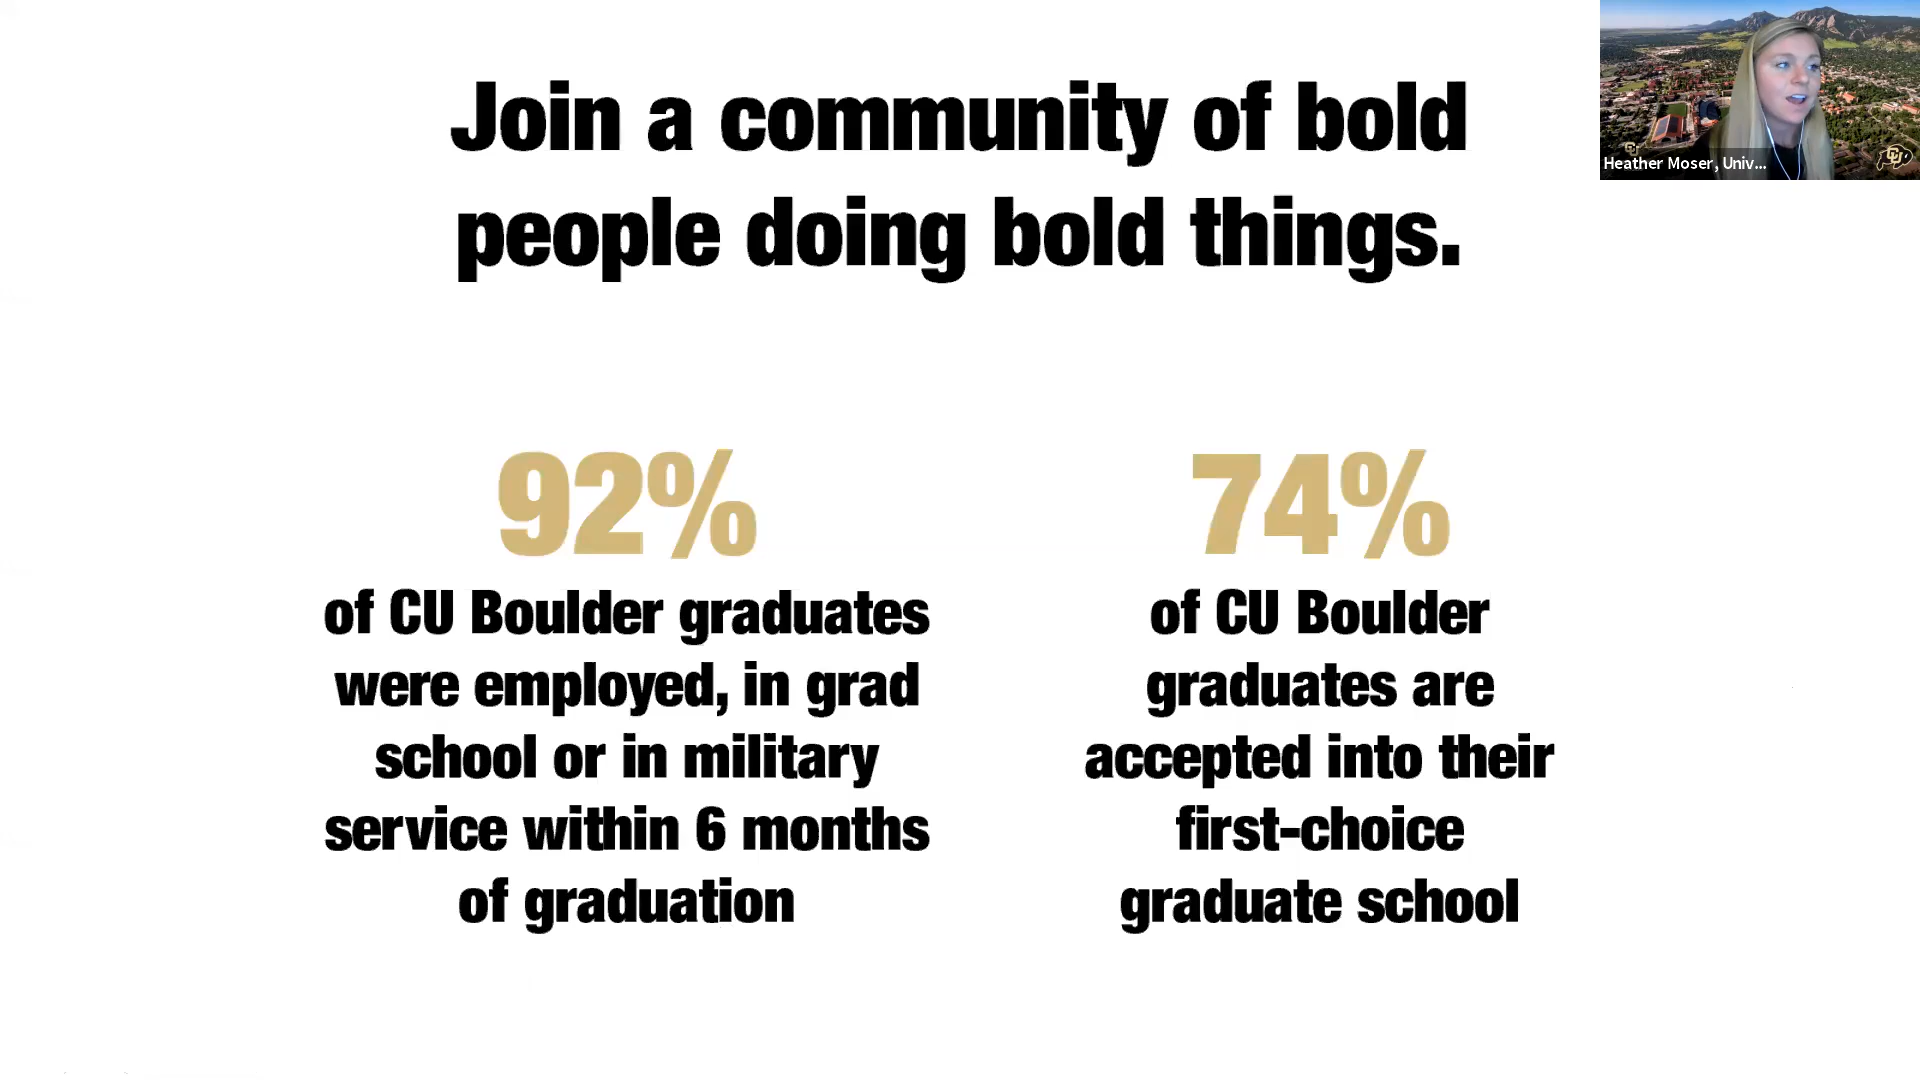 Join a community of bold
people doing bold things.
92%
of CU Boulder graduates
were employed, in grad
school or in military
service within 6 months
of graduation
74%
of CU Boulder
graduates are
accepted into their
first-choice
graduate school
Heather Moser, Univ...
CU
CU